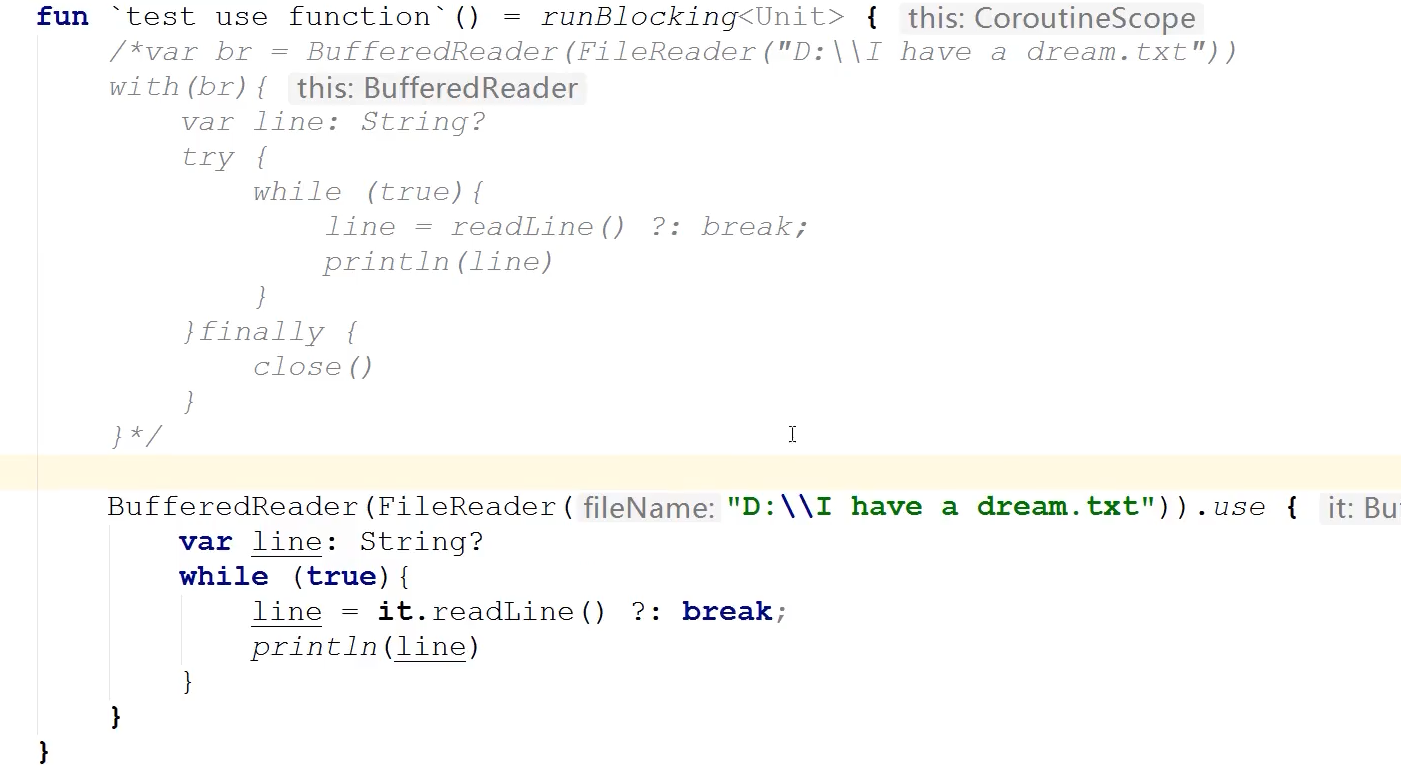 fun `test use function`() = runBlocking<Unit> { this: CoroutineScope
/*var br = BufferedReader(FileReader("D:\\I have a dream.txt"))
with(br){ this: BufferedReader
var line: String?
try {
while (true){
line = readLine() ?: break;
println(line)
}
}finally {
close()
}
}*/
BufferedReader(FileReader( fileName: "D:\\I have a dream.txt")).use { it: Bu
var line: String?
while (true){
line = it.readLine() ?: break;
println(line)
}
}
}